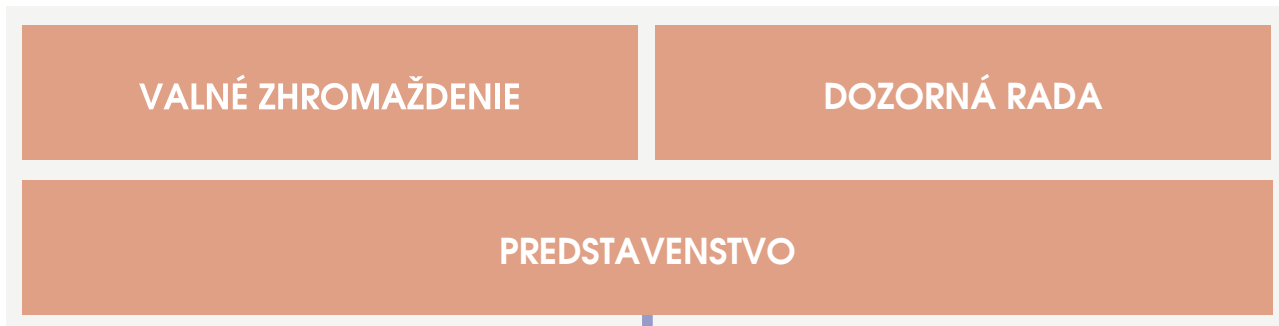 VALNÉ ZHROMAŽDENIE
DOZORNÁ RADA
PREDSTAVENSTVO